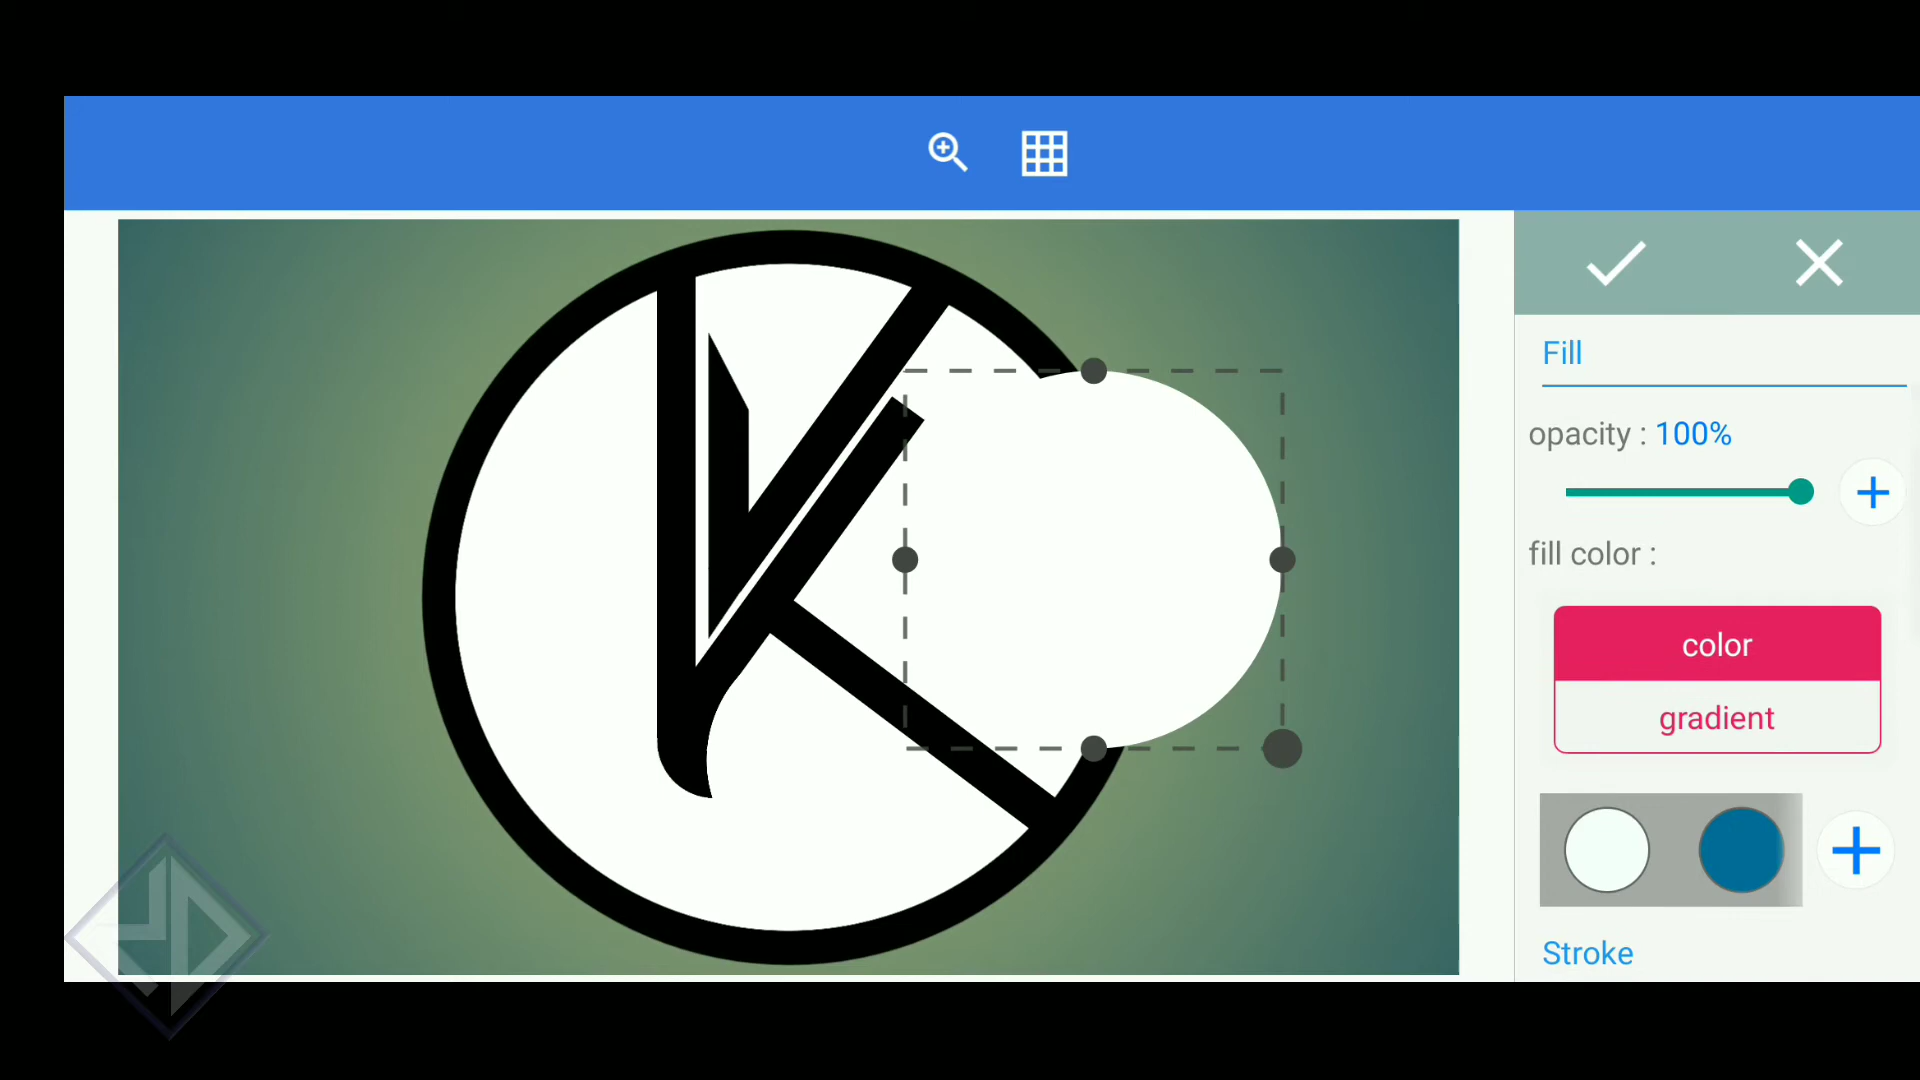 Fill
opacity : 100%
fill color :
color
gradient
Stroke